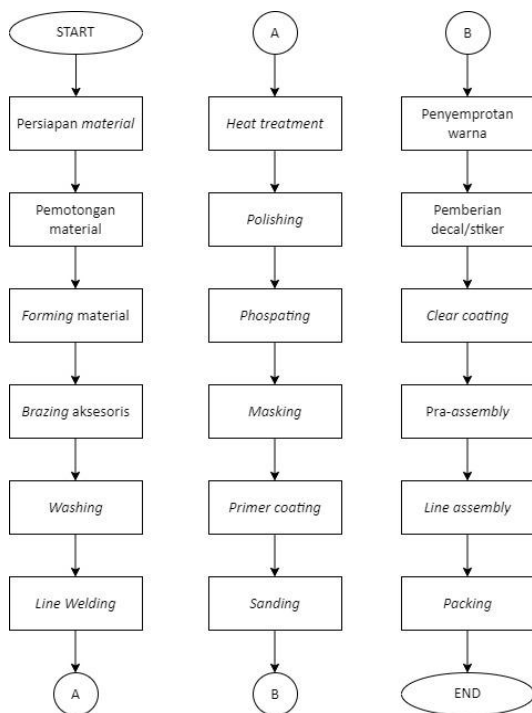 START
Persiapan material
Pemotongan
material
Forming material
Brazing aksesoris
Washing
Line Welding
A
A
Heat treatment
Polishing
Phospating
Masking
Primer coating
Sanding
B
B
Penyemprotan
warna
Pemberian
decal/stiker
Clear coating
Pra-assembly
Line assembly
Packing
END